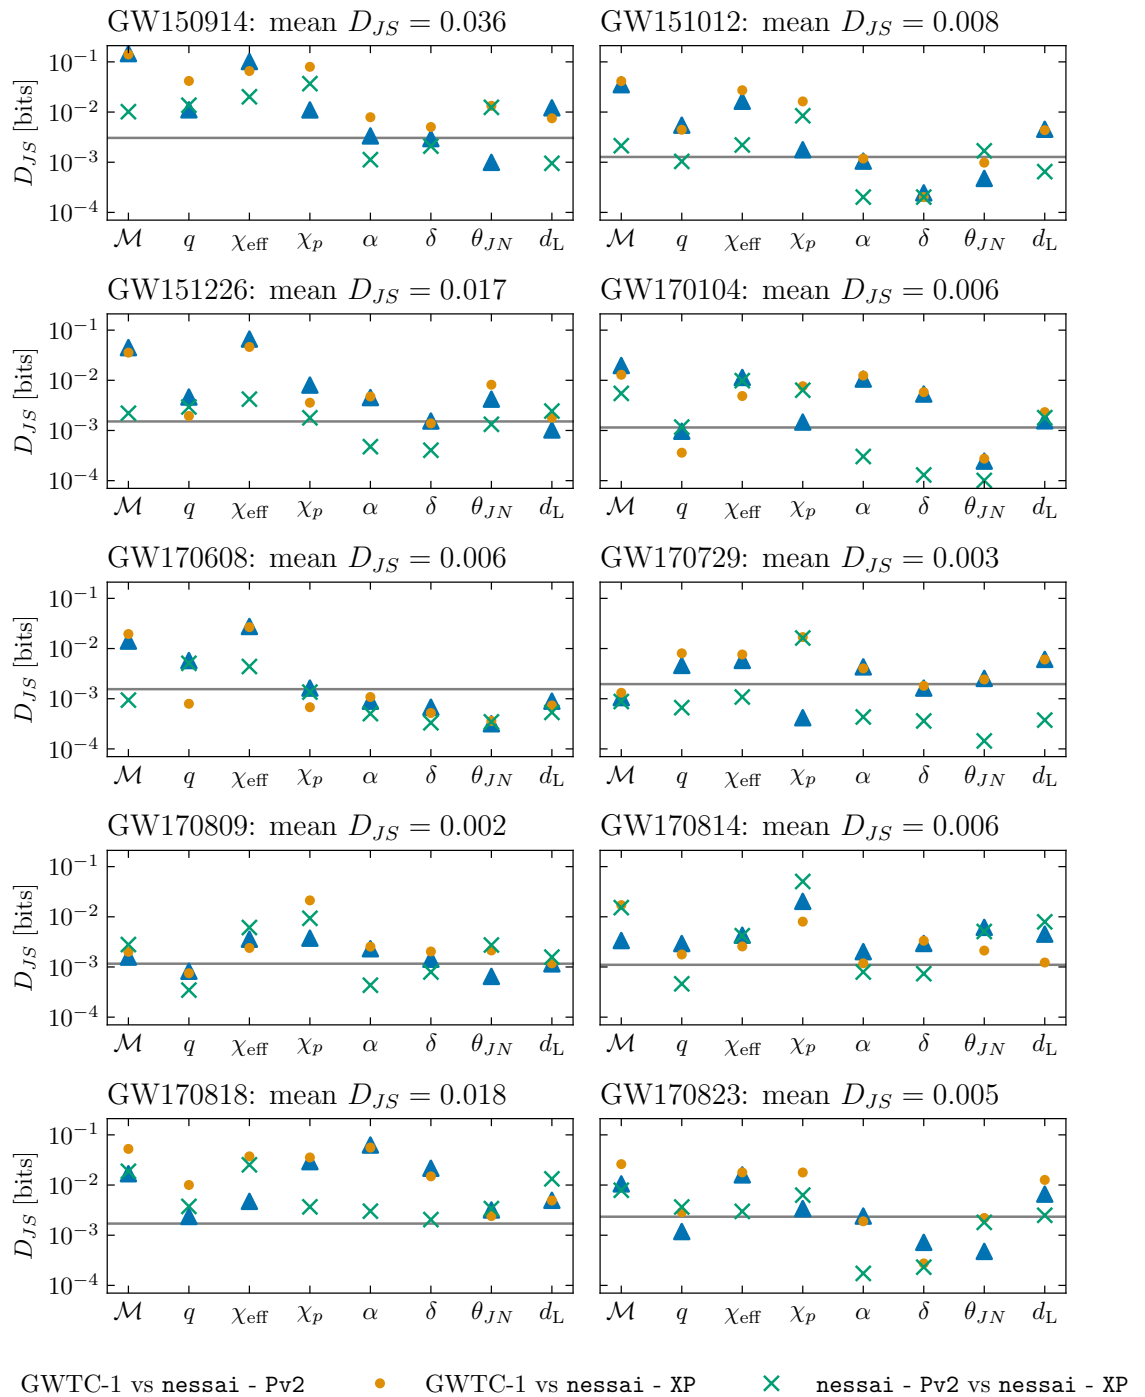 GW150914: mean D_JS = 0.036
GW151012: mean D_JS = 0.008
D_JS [bits]
10^−1
10^−2
10^−3
10^−4
ℳ q χ_eff χ_p α δ θ_JN d_L
ℳ q χ_eff χ_p α δ θ_JN d_L
GW151226: mean D_JS = 0.017
GW170104: mean D_JS = 0.006
D_JS [bits]
10^−1
10^−2
10^−3
10^−4
ℳ q χ_eff χ_p α δ θ_JN d_L
ℳ q χ_eff χ_p α δ θ_JN d_L
GW170608: mean D_JS = 0.006
GW170729: mean D_JS = 0.003
D_JS [bits]
10^−1
10^−2
10^−3
10^−4
ℳ q χ_eff χ_p α δ θ_JN d_L
ℳ q χ_eff χ_p α δ θ_JN d_L
GW170809: mean D_JS = 0.002
GW170814: mean D_JS = 0.006
D_JS [bits]
10^−1
10^−2
10^−3
10^−4
ℳ q χ_eff χ_p α δ θ_JN d_L
ℳ q χ_eff χ_p α δ θ_JN d_L
GW170818: mean D_JS = 0.018
GW170823: mean D_JS = 0.005
D_JS [bits]
10^−1
10^−2
10^−3
10^−4
ℳ q χ_eff χ_p α δ θ_JN d_L
ℳ q χ_eff χ_p α δ θ_JN d_L
GWTC-1 vs nessai - Pv2
GWTC-1 vs nessai - XP
nessai - Pv2 vs nessai - XP